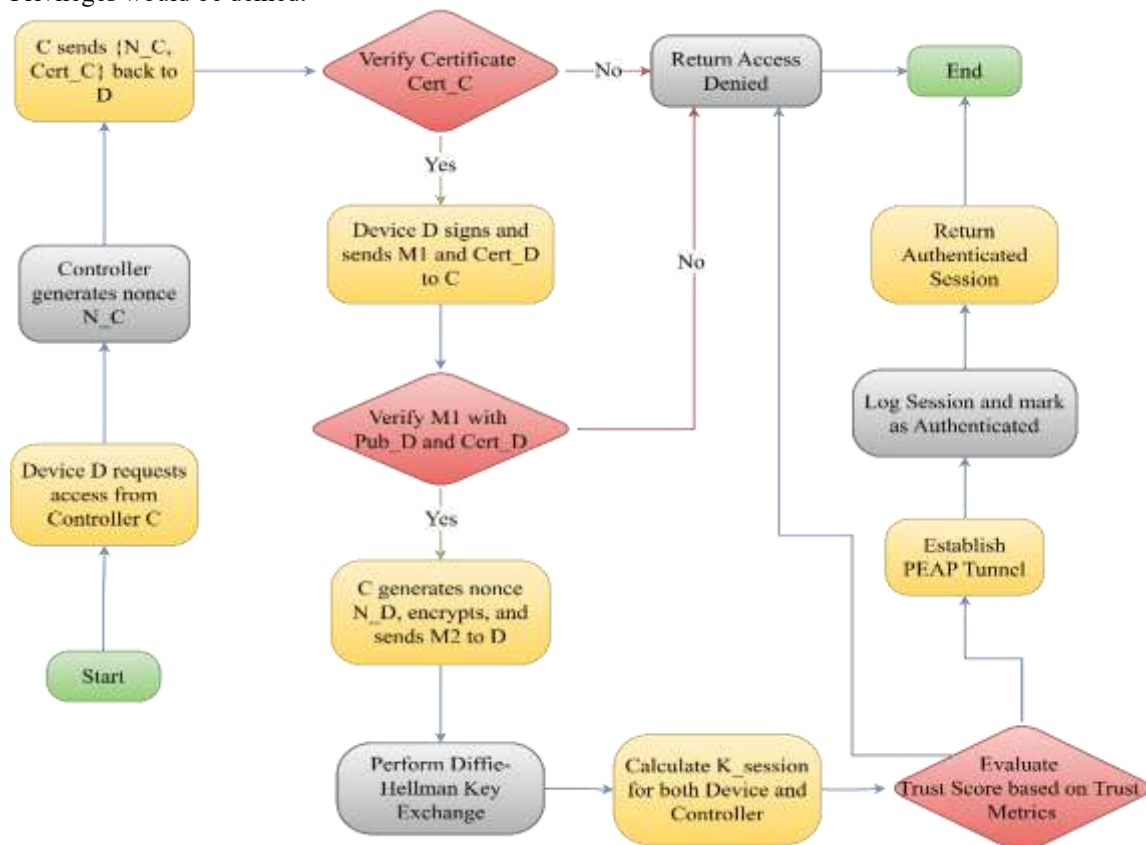 would be denied.
C sends {N_C,
Cert_C} back to
D
Verify Certificate
Cert_C
No
Return Access
Denied
End
Yes
Controller
generates nonce
N_C
Device D signs and
sends M1 and Cert_D
to C
No
Return
Authenticated
Session
Device D requests
access from
Controller C
Verify M1 with
Pub_D and Cert_D
Log Session and mark
as Authenticated
Yes
Start
C generates nonce
N_D, encrypts, and
sends M2 to D
Establish
PEAP Tunnel
Perform Diffie-
Hellman Key
Exchange
Calculate K_session
for both Device and
Controller
Evaluate
Trust Score based on Trust
Metrics